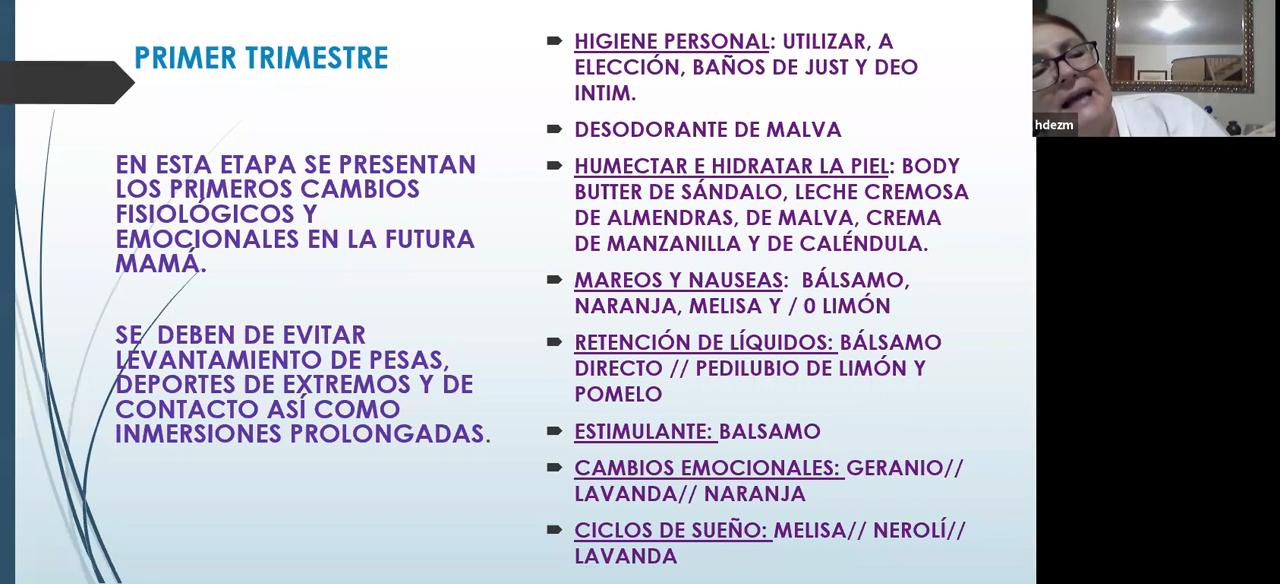 PRIMER TRIMESTRE
EN ESTA ETAPA SE PRESENTAN
LOS PRIMEROS CAMBIOS
FISIOLÓGICOS Y
EMOCIONALES EN LA FUTURA
MAMÁ.
SE DEBEN DE EVITAR
LEVANTAMIENTO DE PESAS,
DEPORTES DE EXTREMOS Y DE
CONTACTO ASÍ COMO
INMERSIONES PROLONGADAS.
HIGIENE PERSONAL: UTILIZAR, A
ELECCIÓN, BAÑOS DE JUST Y DEO
INTIM.
DESODORANTE DE MALVA
HUMECTAR E HIDRATAR LA PIEL: BODY
BUTTER DE SÁNDALO, LECHE CREMOSA
DE ALMENDRAS, DE MALVA, CREMA
DE MANZANILLA Y DE CALÉNDULA.
MAREOS Y NAUSEAS: BÁLSAMO,
NARANJA, MELISA Y / 0 LIMÓN
RETENCIÓN DE LÍQUIDOS: BÁLSAMO
DIRECTO // PEDILUBIO DE LIMÓN Y
POMELO
ESTIMULANTE: BALSAMO
CAMBIOS EMOCIONALES: GERANIO//
LAVANDA// NARANJA
CICLOS DE SUEÑO: MELISA// NEROLÍ//
LAVANDA
hdezm